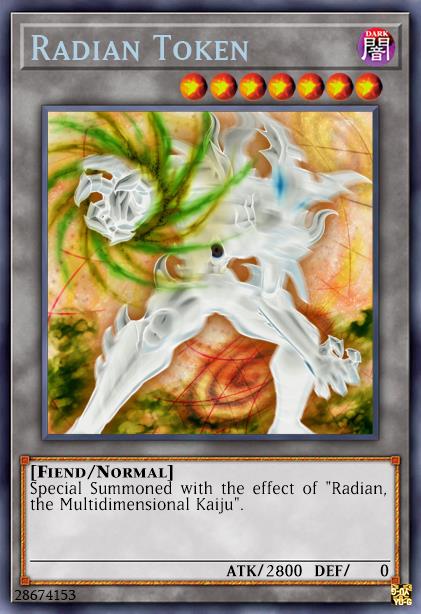 RADIAN TOKEN
DARK
闇
[FIEND/NORMAL]
Special Summoned with the effect of "Radian,
the Multidimensional Kaiju".
ATK/2800 DEF/ 0
28674153